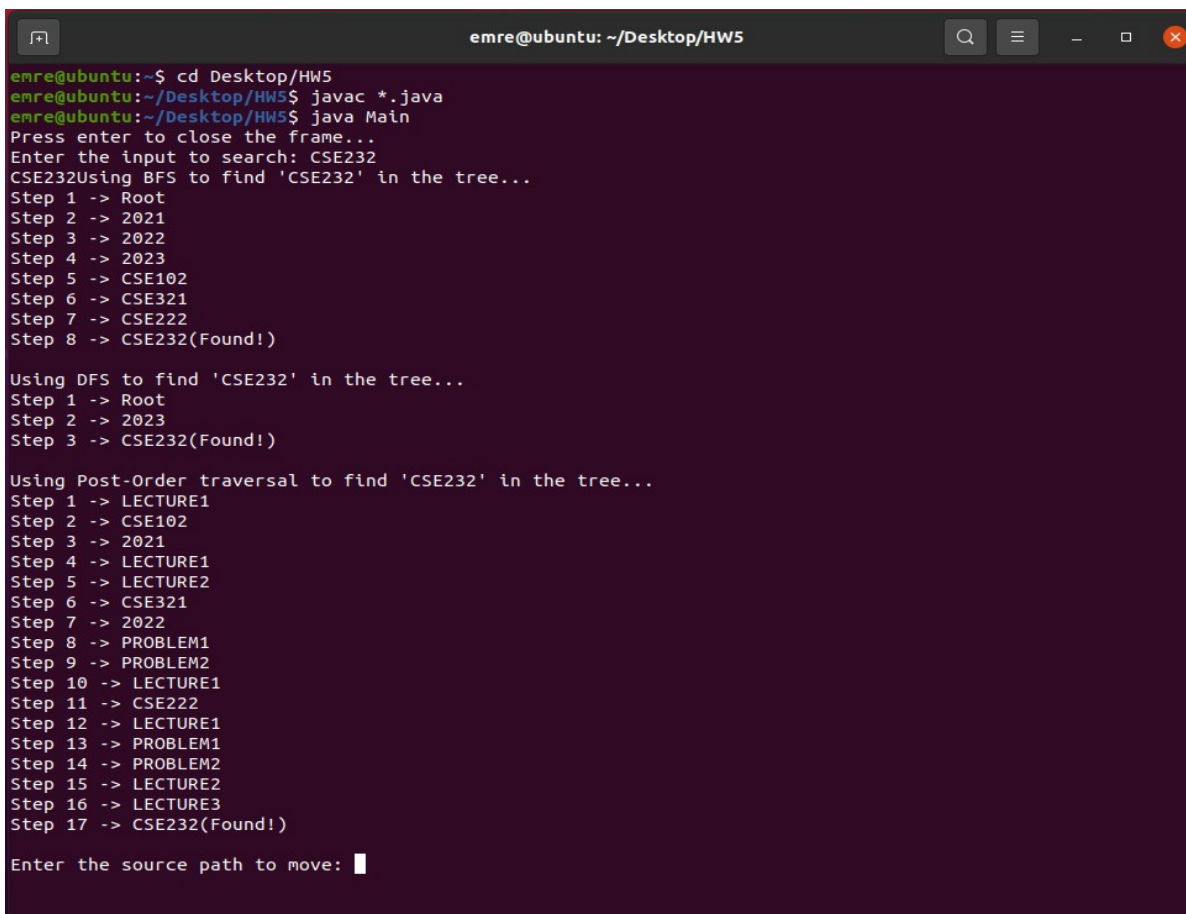 emre@ubuntu: ~/Desktop/HW5
emre@ubuntu:~$ cd Desktop/HW5
emre@ubuntu:~/Desktop/HW5$ javac *.java
emre@ubuntu:~/Desktop/HW5$ java Main
Press enter to close the frame...
Enter the input to search: CSE232
CSE232Using BFS to find 'CSE232' in the tree...
Step 1 -> Root
Step 2 -> 2021
Step 3 -> 2022
Step 4 -> 2023
Step 5 -> CSE102
Step 6 -> CSE321
Step 7 -> CSE222
Step 8 -> CSE232(Found!)

Using DFS to find 'CSE232' in the tree...
Step 1 -> Root
Step 2 -> 2023
Step 3 -> CSE232(Found!)

Using Post-Order traversal to find 'CSE232' in the tree...
Step 1 -> LECTURE1
Step 2 -> CSE102
Step 3 -> 2021
Step 4 -> LECTURE1
Step 5 -> LECTURE2
Step 6 -> CSE321
Step 7 -> 2022
Step 8 -> PROBLEM1
Step 9 -> PROBLEM2
Step 10 -> LECTURE1
Step 11 -> CSE222
Step 12 -> LECTURE1
Step 13 -> PROBLEM1
Step 14 -> PROBLEM2
Step 15 -> LECTURE2
Step 16 -> LECTURE3
Step 17 -> CSE232(Found!)

Enter the source path to move: